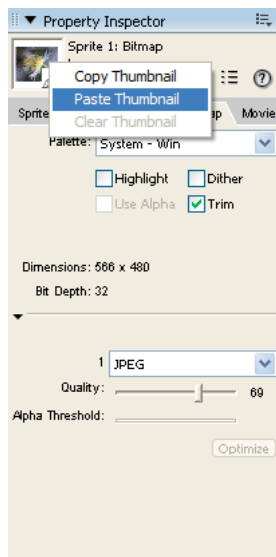 Property Inspector
Sprite 1: Bitmap
Copy Thumbnail
Paste Thumbnail
Clear Thumbnail
Sprite
Movie
Palette: System - Win
Highlight Dither
Use Alpha Trim
Dimensions: 566 x 480
Bit Depth: 32
1 JPEG
Quality: 69
Alpha Threshold:
Optimize